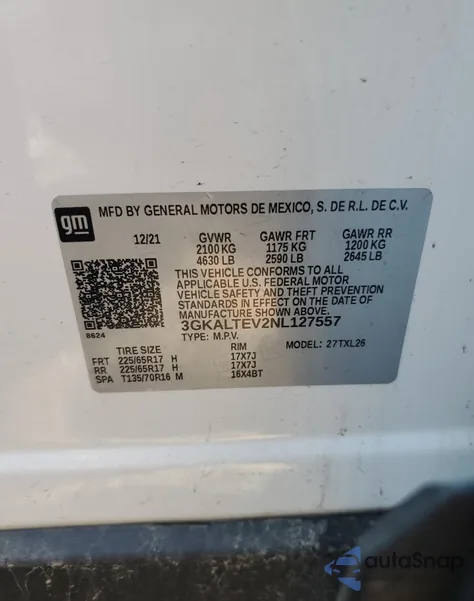 gm
MFD BY GENERAL MOTORS DE MEXICO, S. DE R.L. DE C.V.
12/21 GVWR GAWR FRT GAWR RR
2100 KG 1175 KG 1200 KG
4630 LB 2590 LB 2645 LB
THIS VEHICLE CONFORMS TO ALL
APPLICABLE U.S. FEDERAL MOTOR
VEHICLE SAFETY AND THEFT PREVENTION
STANDARDS IN EFFECT ON THE DATE OF
MANUFACTURE SHOWN ABOVE.
3GKALTEV2NL127557
8624
TYPE: M.P.V. MODEL: 27TXL26
TIRE SIZE RIM
FRT 225/65R17 H 17X7J
RR 225/65R17 H 17X7J
SPA T135/70R16 M 16X4BT
autoSnap